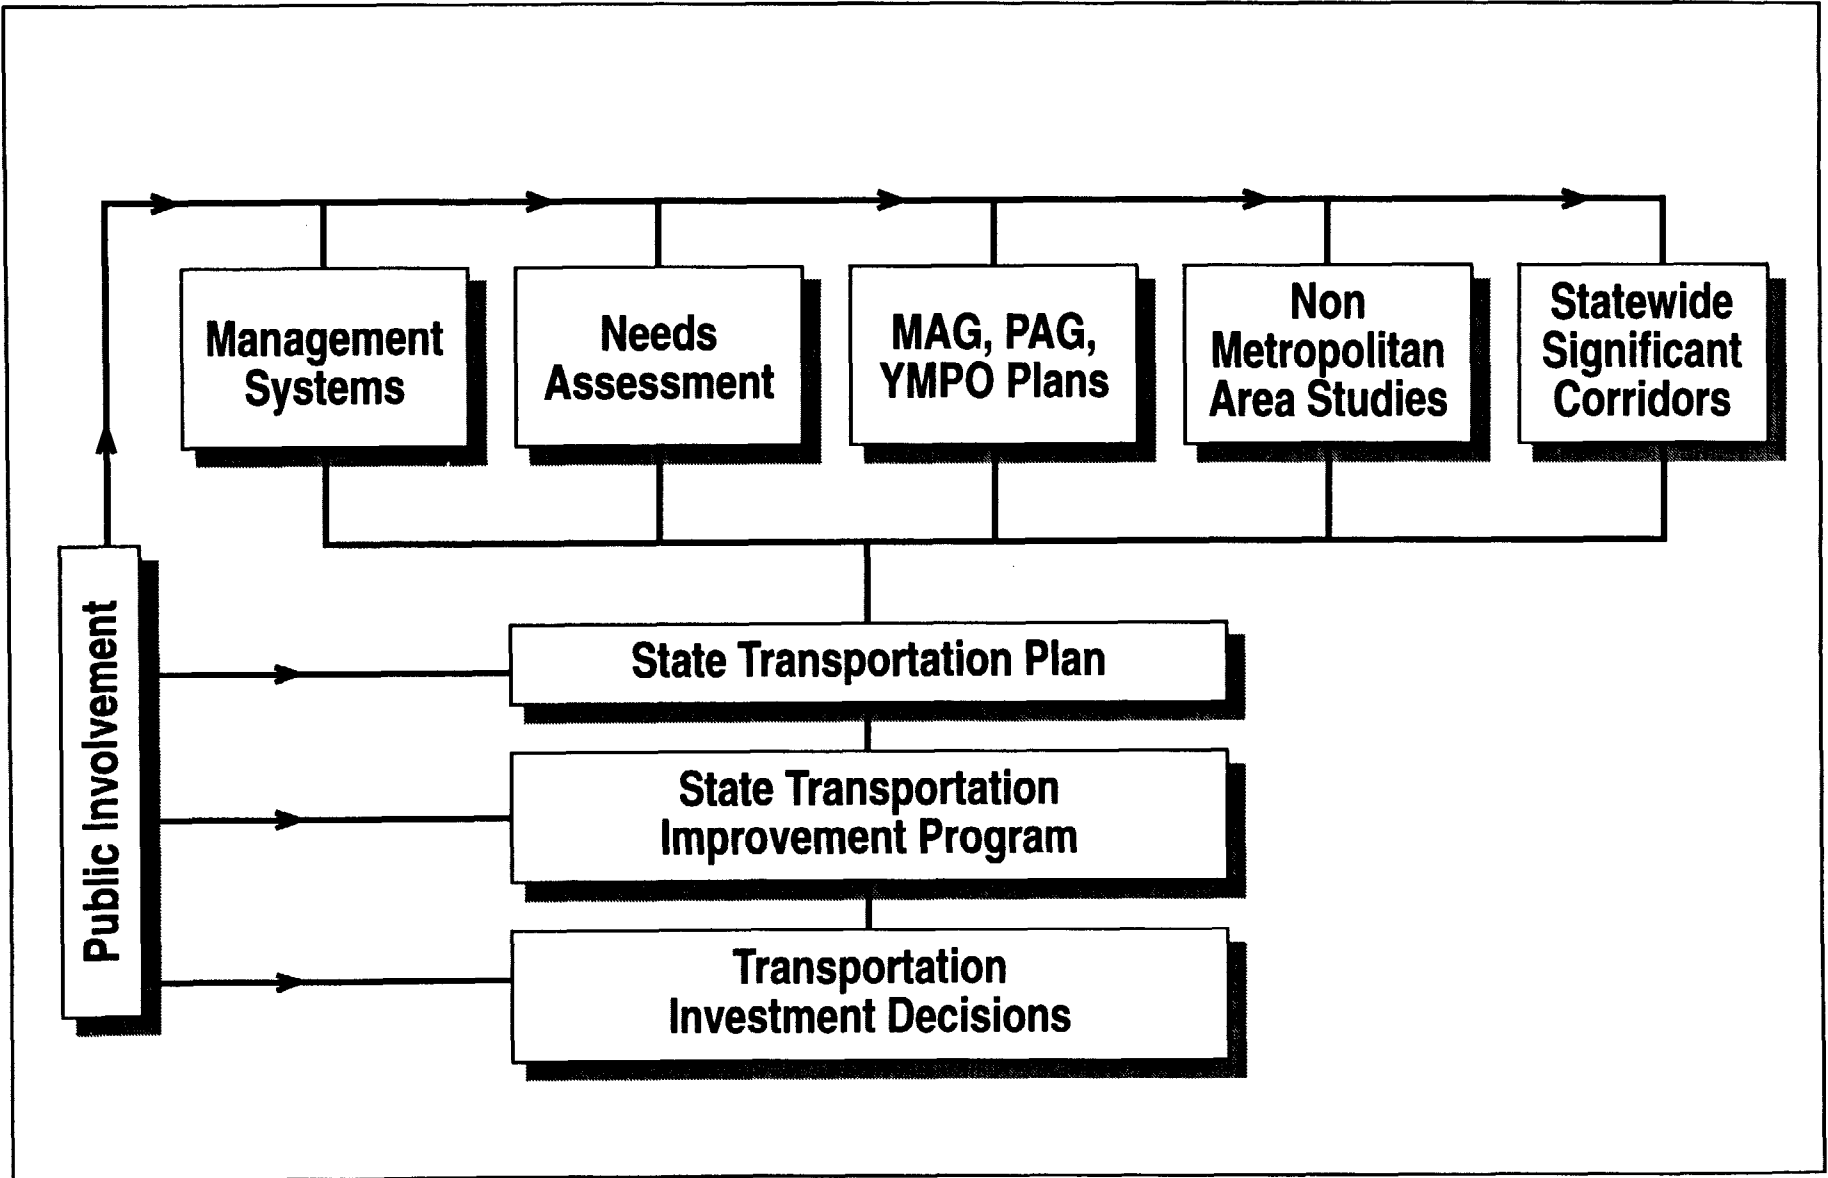 Management
Systems
Needs
Assessment
MAG, PAG,
YMPO Plans
Non
Metropolitan
Area Studies
Statewide
Significant
Corridors
Public Involvement
State Transportation Plan
State Transportation
Improvement Program
Transportation
Investment Decisions